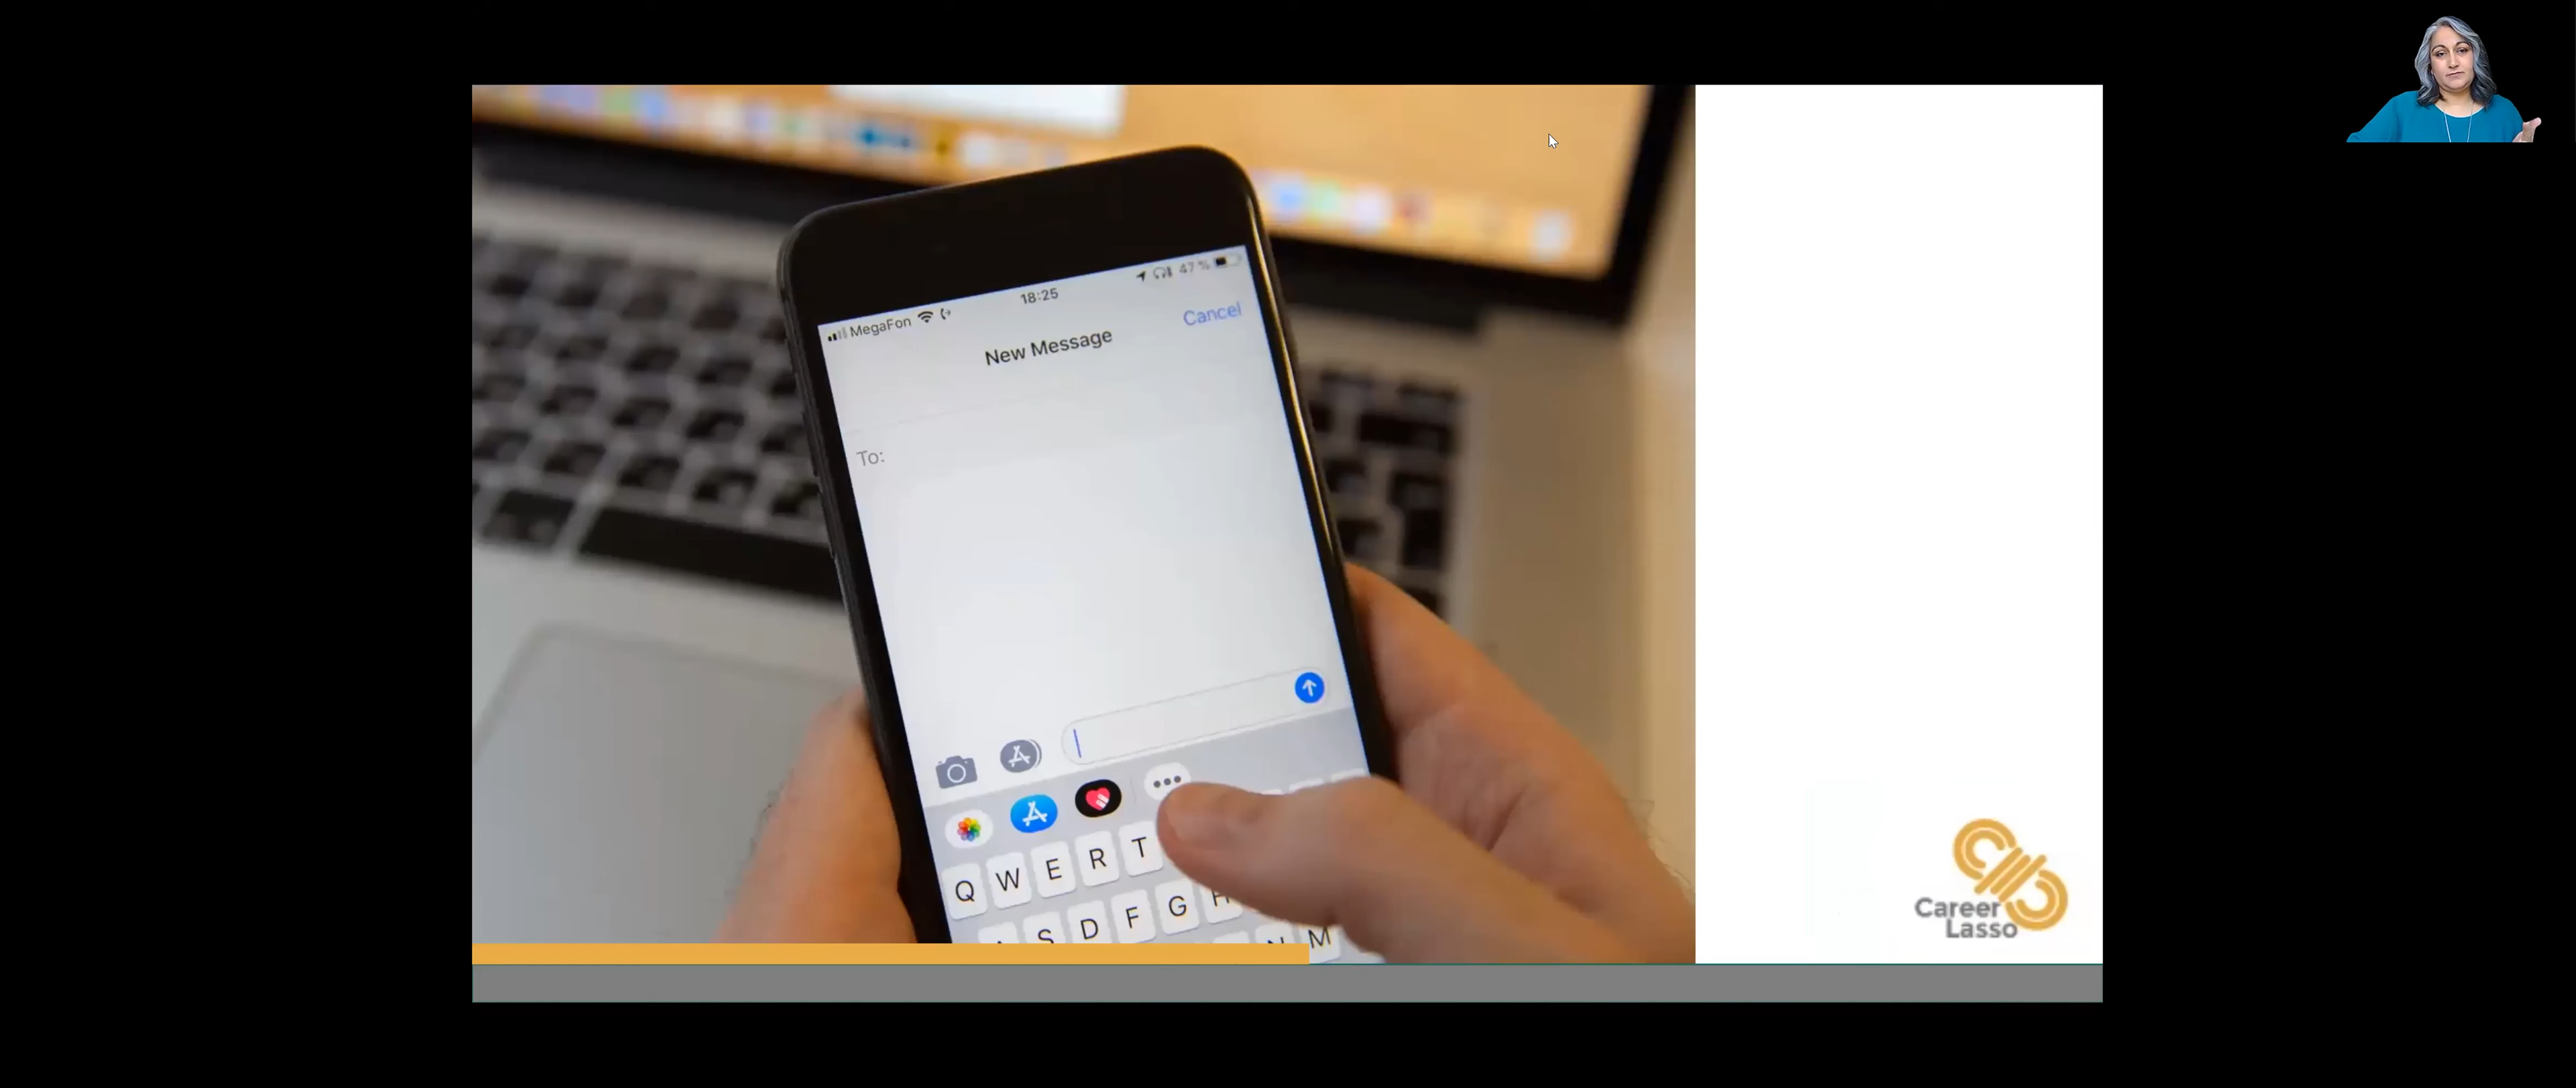 18:25
47 %
MegaFon
Cancel
New Message
To:
Q W E R T
S D F G H
N M
Career
Lasso